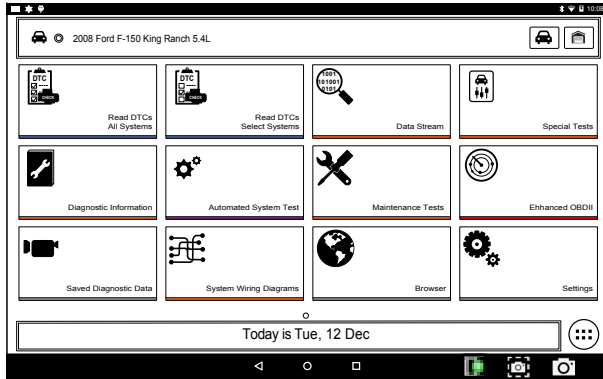 10:08
2008 Ford F-150 King Ranch 5.4L
DTC
CHECK
Read DTCs
All Systems
DTC
CHECK
Read DTCs
Select Systems
1001
101001
0101
Data Stream
Special Tests
Diagnostic Information
Automated System Test
Maintenance Tests
Ehhanced OBDII
Saved Diagnostic Data
System Wiring Diagrams
Browser
Settings
Today is Tue, 12 Dec